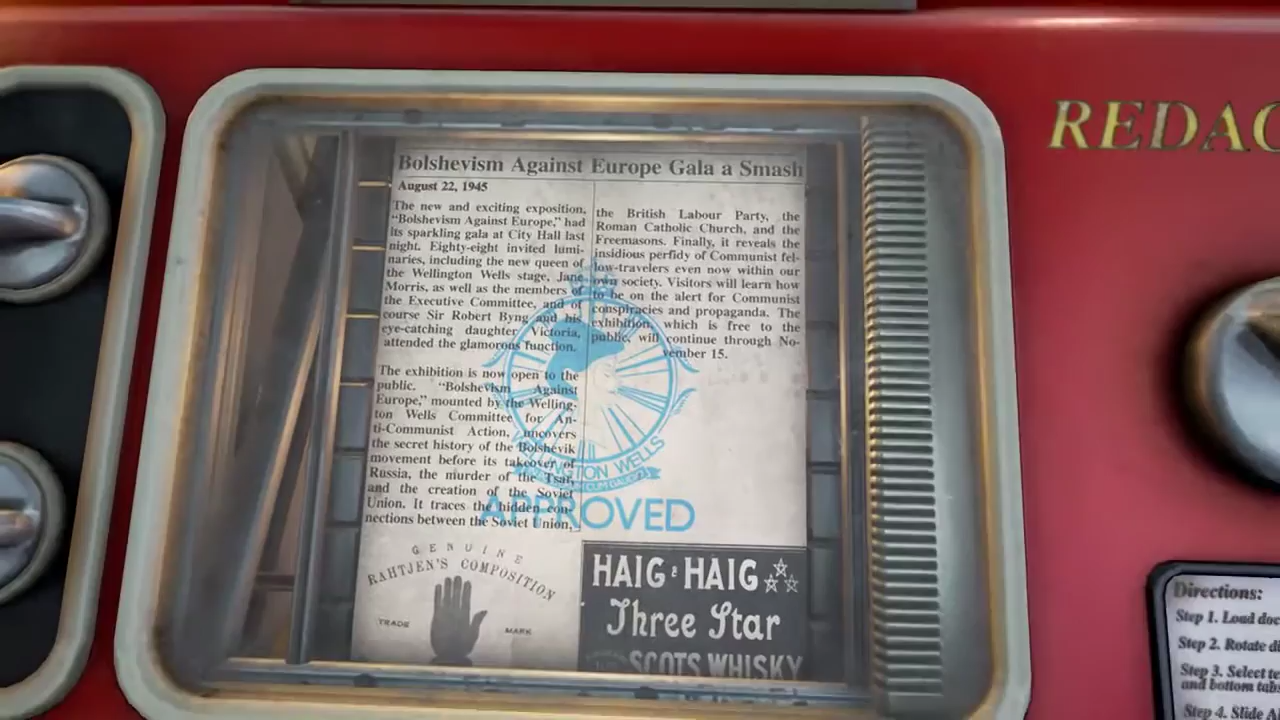 REDAC
Bolshevism Against Europe Gala a Smash
August 22, 1945
The new and exciting exposition,
“Bolshevism Against Europe,” had
its sparkling gala at City Hall last
night. Eighty-eight invited lumi-
naries, including the new queen of
the Wellington Wells stage, Jane
Morris, as well as the members of
the Executive Committee, and of
course Sir Robert Byng and his
eye-catching daughter Victoria,
attended the glamorous function.
The exhibition is now open to the
public. “Bolshevism Against
Europe,” mounted by the Welling-
ton Wells Committee for An-
ti-Communist Action, uncovers
the secret history of the Bolshevik
movement before its takeover of
Russia, the murder of the Tsar,
and the creation of the Soviet
Union. It traces the hidden con-
nections between the Soviet Union,
the British Labour Party, the
Roman Catholic Church, and the
Freemasons. Finally, it reveals the
insidious perfidy of Communist fel-
low-travelers even now within our
own society. Visitors will learn how
to be on the alert for Communist
conspiracies and propaganda. The
exhibition, which is free to the
public, will continue through No-
vember 15.
INGTON WELLS
APPROVED
GENUINE
RAHTJEN'S COMPOSITION
TRADE MARK
HAIG & HAIG
Three Star
SCOTS WHISKY
Directions:
Step 1. Load doc
Step 2. Rotate di
Step 3. Select te
and bottom tabs
Step 4. Slide A